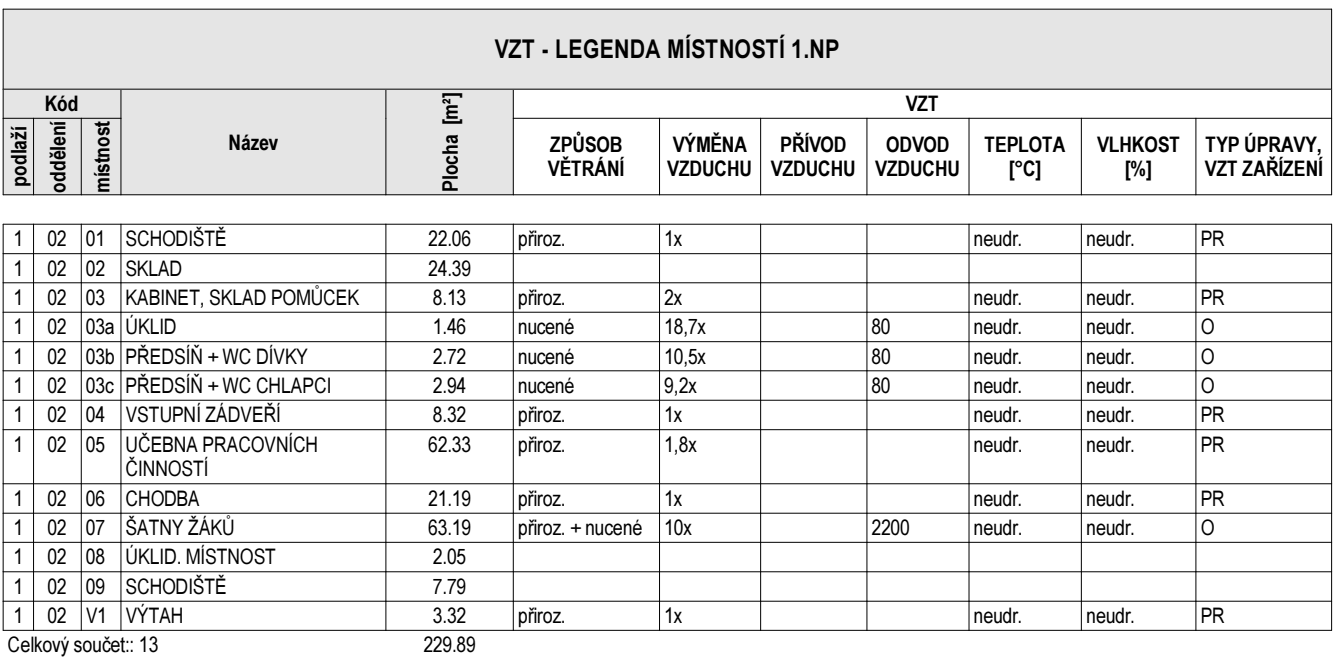 VZT - LEGENDA MÍSTNOSTÍ 1.NP
Kód Název Plocha [m²] VZT
podlaží oddělení místnost ZPŮSOB VĚTRÁNÍ VÝMĚNA VZDUCHU PŘÍVOD VZDUCHU ODVOD VZDUCHU TEPLOTA [°C] VLHKOST [%] TYP ÚPRAVY, VZT ZAŘÍZENÍ
1 02 01 SCHODIŠTĚ 22.06 přiroz. 1x neudr. neudr. PR
1 02 02 SKLAD 24.39
1 02 03 KABINET, SKLAD POMŮCEK 8.13 přiroz. 2x neudr. neudr. PR
1 02 03a ÚKLID 1.46 nucené 18,7x 80 neudr. neudr. O
1 02 03b PŘEDSÍŇ + WC DÍVKY 2.72 nucené 10,5x 80 neudr. neudr. O
1 02 03c PŘEDSÍŇ + WC CHLAPCI 2.94 nucené 9,2x 80 neudr. neudr. O
1 02 04 VSTUPNÍ ZÁDVEŘÍ 8.32 přiroz. 1x neudr. neudr. PR
1 02 05 UČEBNA PRACOVNÍCH 62.33 přiroz. 1,8x neudr. neudr. PR
ČINNOSTÍ
1 02 06 CHODBA 21.19 přiroz. 1x neudr. neudr. PR
1 02 07 ŠATNY ŽÁKŮ 63.19 přiroz. + nucené 10x 2200 neudr. neudr. O
1 02 08 ÚKLID. MÍSTNOST 2.05
1 02 09 SCHODIŠTĚ 7.79
1 02 V1 VÝTAH 3.32 přiroz. 1x neudr. neudr. PR
Celkový součet:: 13 229.89